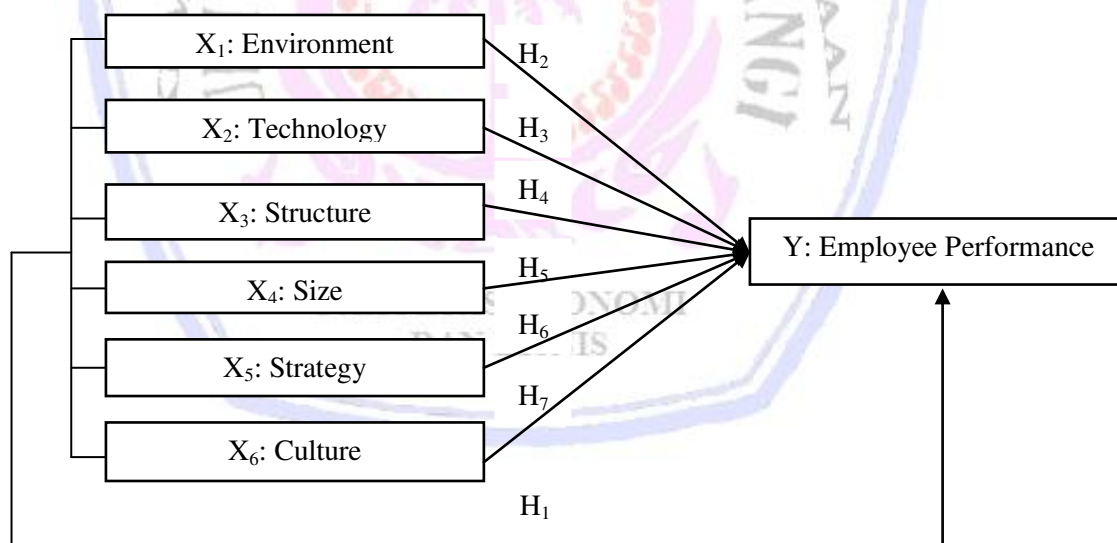 X₁: Environment
H₂
X₂: Technology
H₃
H₄
X₃: Structure
Y: Employee Performance
H₅
X₄: Size
H₆
X₅: Strategy
H₇
X₆: Culture
H₁